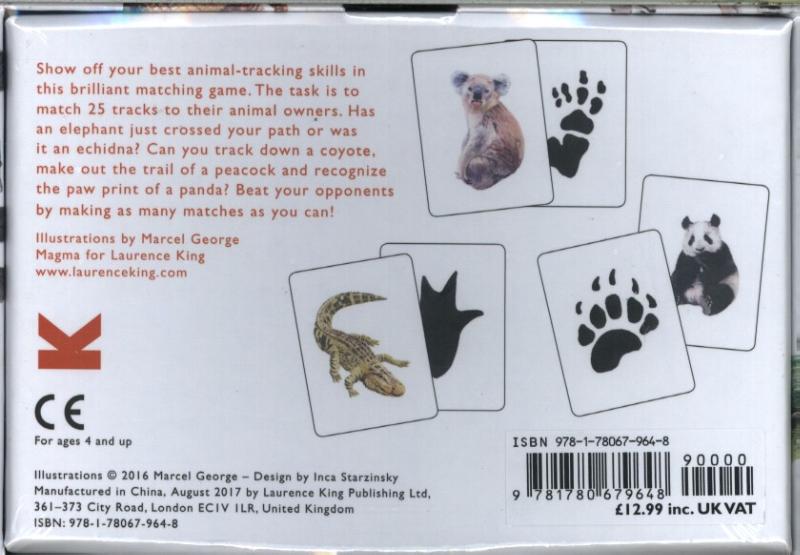 Show off your best animal-tracking skills in
this brilliant matching game. The task is to
match 25 tracks to their animal owners. Has
an elephant just crossed your path or was
it an echidna? Can you track down a coyote,
make out the trail of a peacock and recognize
the paw print of a panda? Beat your opponents
by making as many matches as you can!
Illustrations by Marcel George
Magma for Laurence King
www.laurenceking.com
K
CE
For ages 4 and up
Illustrations © 2016 Marcel George – Design by Inca Starzinsky
Manufactured in China, August 2017 by Laurence King Publishing Ltd,
361–373 City Road, London EC1V 1LR, United Kingdom
ISBN: 978-1-78067-964-8
ISBN 978-1-78067-964-8
90000
9 781780 679648
£12.99 inc. UK VAT